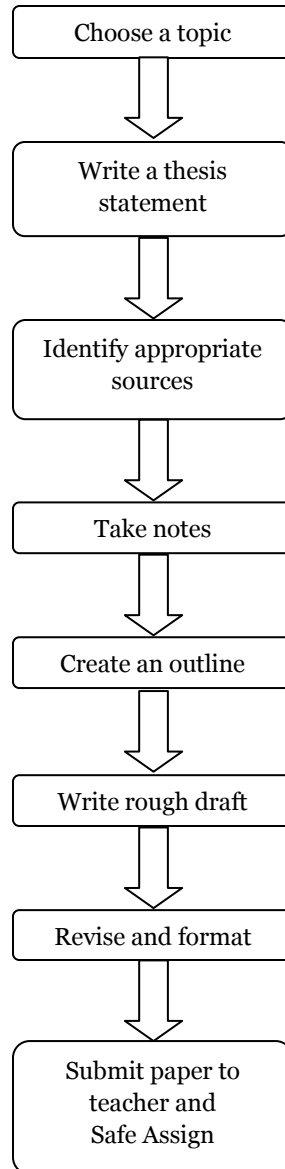 Choose a topic
Write a thesis
statement
Identify appropriate
sources
Take notes
Create an outline
Write rough draft
Revise and format
Submit paper to
teacher and
Safe Assign